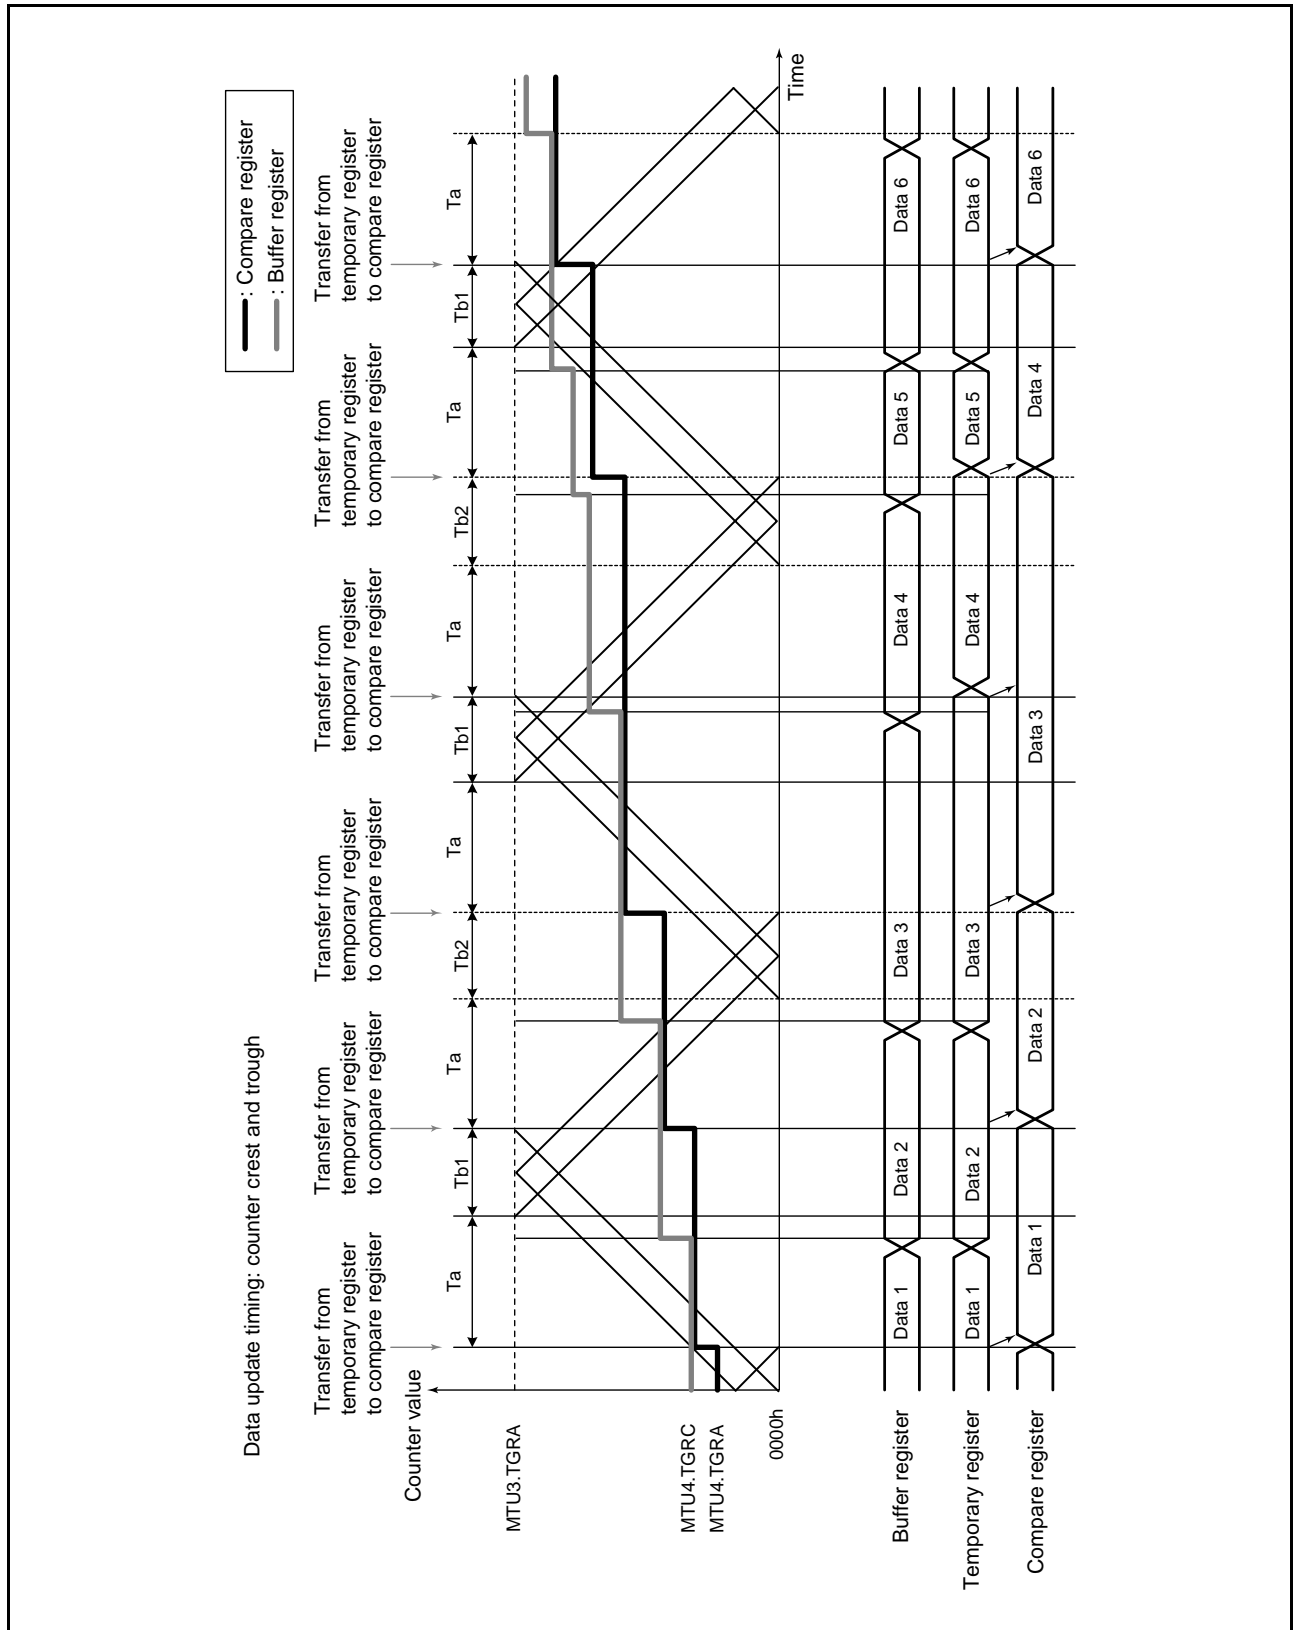 Data update timing: counter crest and trough
: Compare register
: Buffer register
Transfer from
temporary register
to compare register
Transfer from
temporary register
to compare register
Transfer from
temporary register
to compare register
Transfer from
temporary register
to compare register
Transfer from
temporary register
to compare register
Transfer from
temporary register
to compare register
Counter value
Ta
Tb1
Ta
Tb2
Ta
Tb1
Ta
Tb2
Ta
Tb1
Ta
MTU3.TGRA
MTU4.TGRC
MTU4.TGRA
0000h
Time
Buffer register
Data 1
Data 2
Data 3
Data 4
Data 5
Data 6
Temporary register
Data 1
Data 2
Data 3
Data 4
Data 5
Data 6
Compare register
Data 1
Data 2
Data 3
Data 4
Data 6